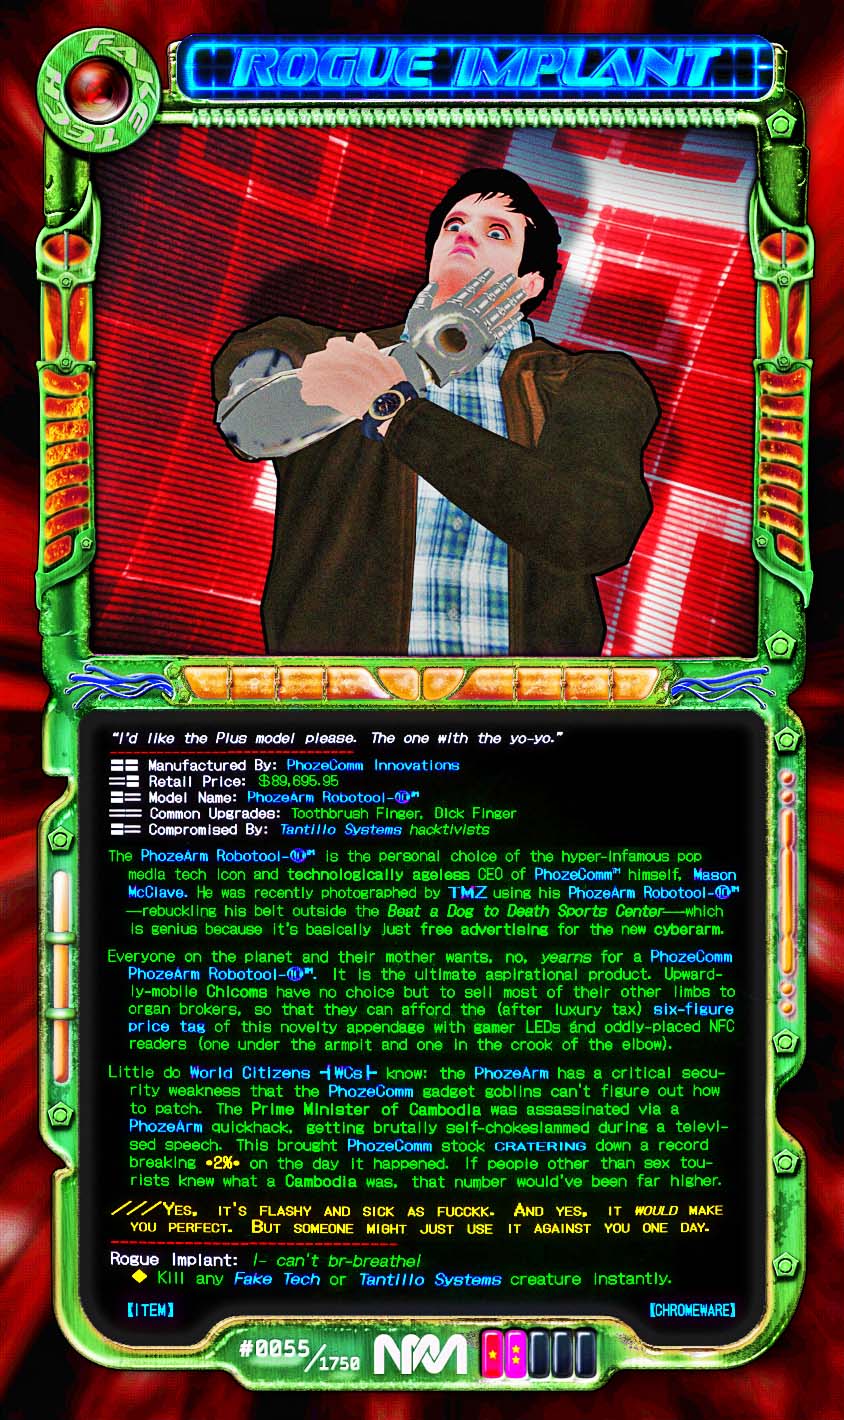 FAKE TECH
ROGUE IMPLANT
"I'd like the Plus model please. The one with the yo-yo."
Manufactured By: PhozeComm Innovations
Retail Price: $89,695.95
Model Name: PhozeArm Robotool-⑩™
Common Upgrades: Toothbrush Finger, Dick Finger
Compromised By: Tantillo Systems hacktivists
The PhozeArm Robotool-⑩™ is the personal choice of the hyper-infamous pop
media tech icon and technologically ageless CEO of PhozeComm™ himself, Mason
McClave. He was recently photographed by TMZ using his PhozeArm Robotool-⑩™
—rebuckling his belt outside the Beat a Dog to Death Sports Center—which
is genius because it's basically just free advertising for the new cyberarm.
Everyone on the planet and their mother wants, no, yearns for a PhozeComm
PhozeArm Robotool-⑩™. It is the ultimate aspirational product. Upward-
ly-mobile Chicoms have no choice but to sell most of their other limbs to
organ brokers, so that they can afford the (after luxury tax) six-figure
price tag of this novelty appendage with gamer LEDs and oddly-placed NFC
readers (one under the armpit and one in the crook of the elbow).
Little do World Citizens ┤WCs├ know: the PhozeArm has a critical secu-
rity weakness that the PhozeComm gadget goblins can't figure out how
to patch. The Prime Minister of Cambodia was assassinated via a
PhozeArm quickhack, getting brutally self-chokeslammed during a televi-
sed speech. This brought PhozeComm stock CRATERING down a record
breaking •2%• on the day it happened. If people other than sex tou-
rists knew what a Cambodia was, that number would've been far higher.
////YES, IT'S FLASHY AND SICK AS FUCCKK. AND YES, IT WOULD MAKE
YOU PERFECT. BUT SOMEONE MIGHT JUST USE IT AGAINST YOU ONE DAY.
Rogue Implant: I- can't br-breathe!
◆ Kill any Fake Tech or Tantillo Systems creature instantly.
【ITEM】
【CHROMEWARE】
#0055/1750 NPM